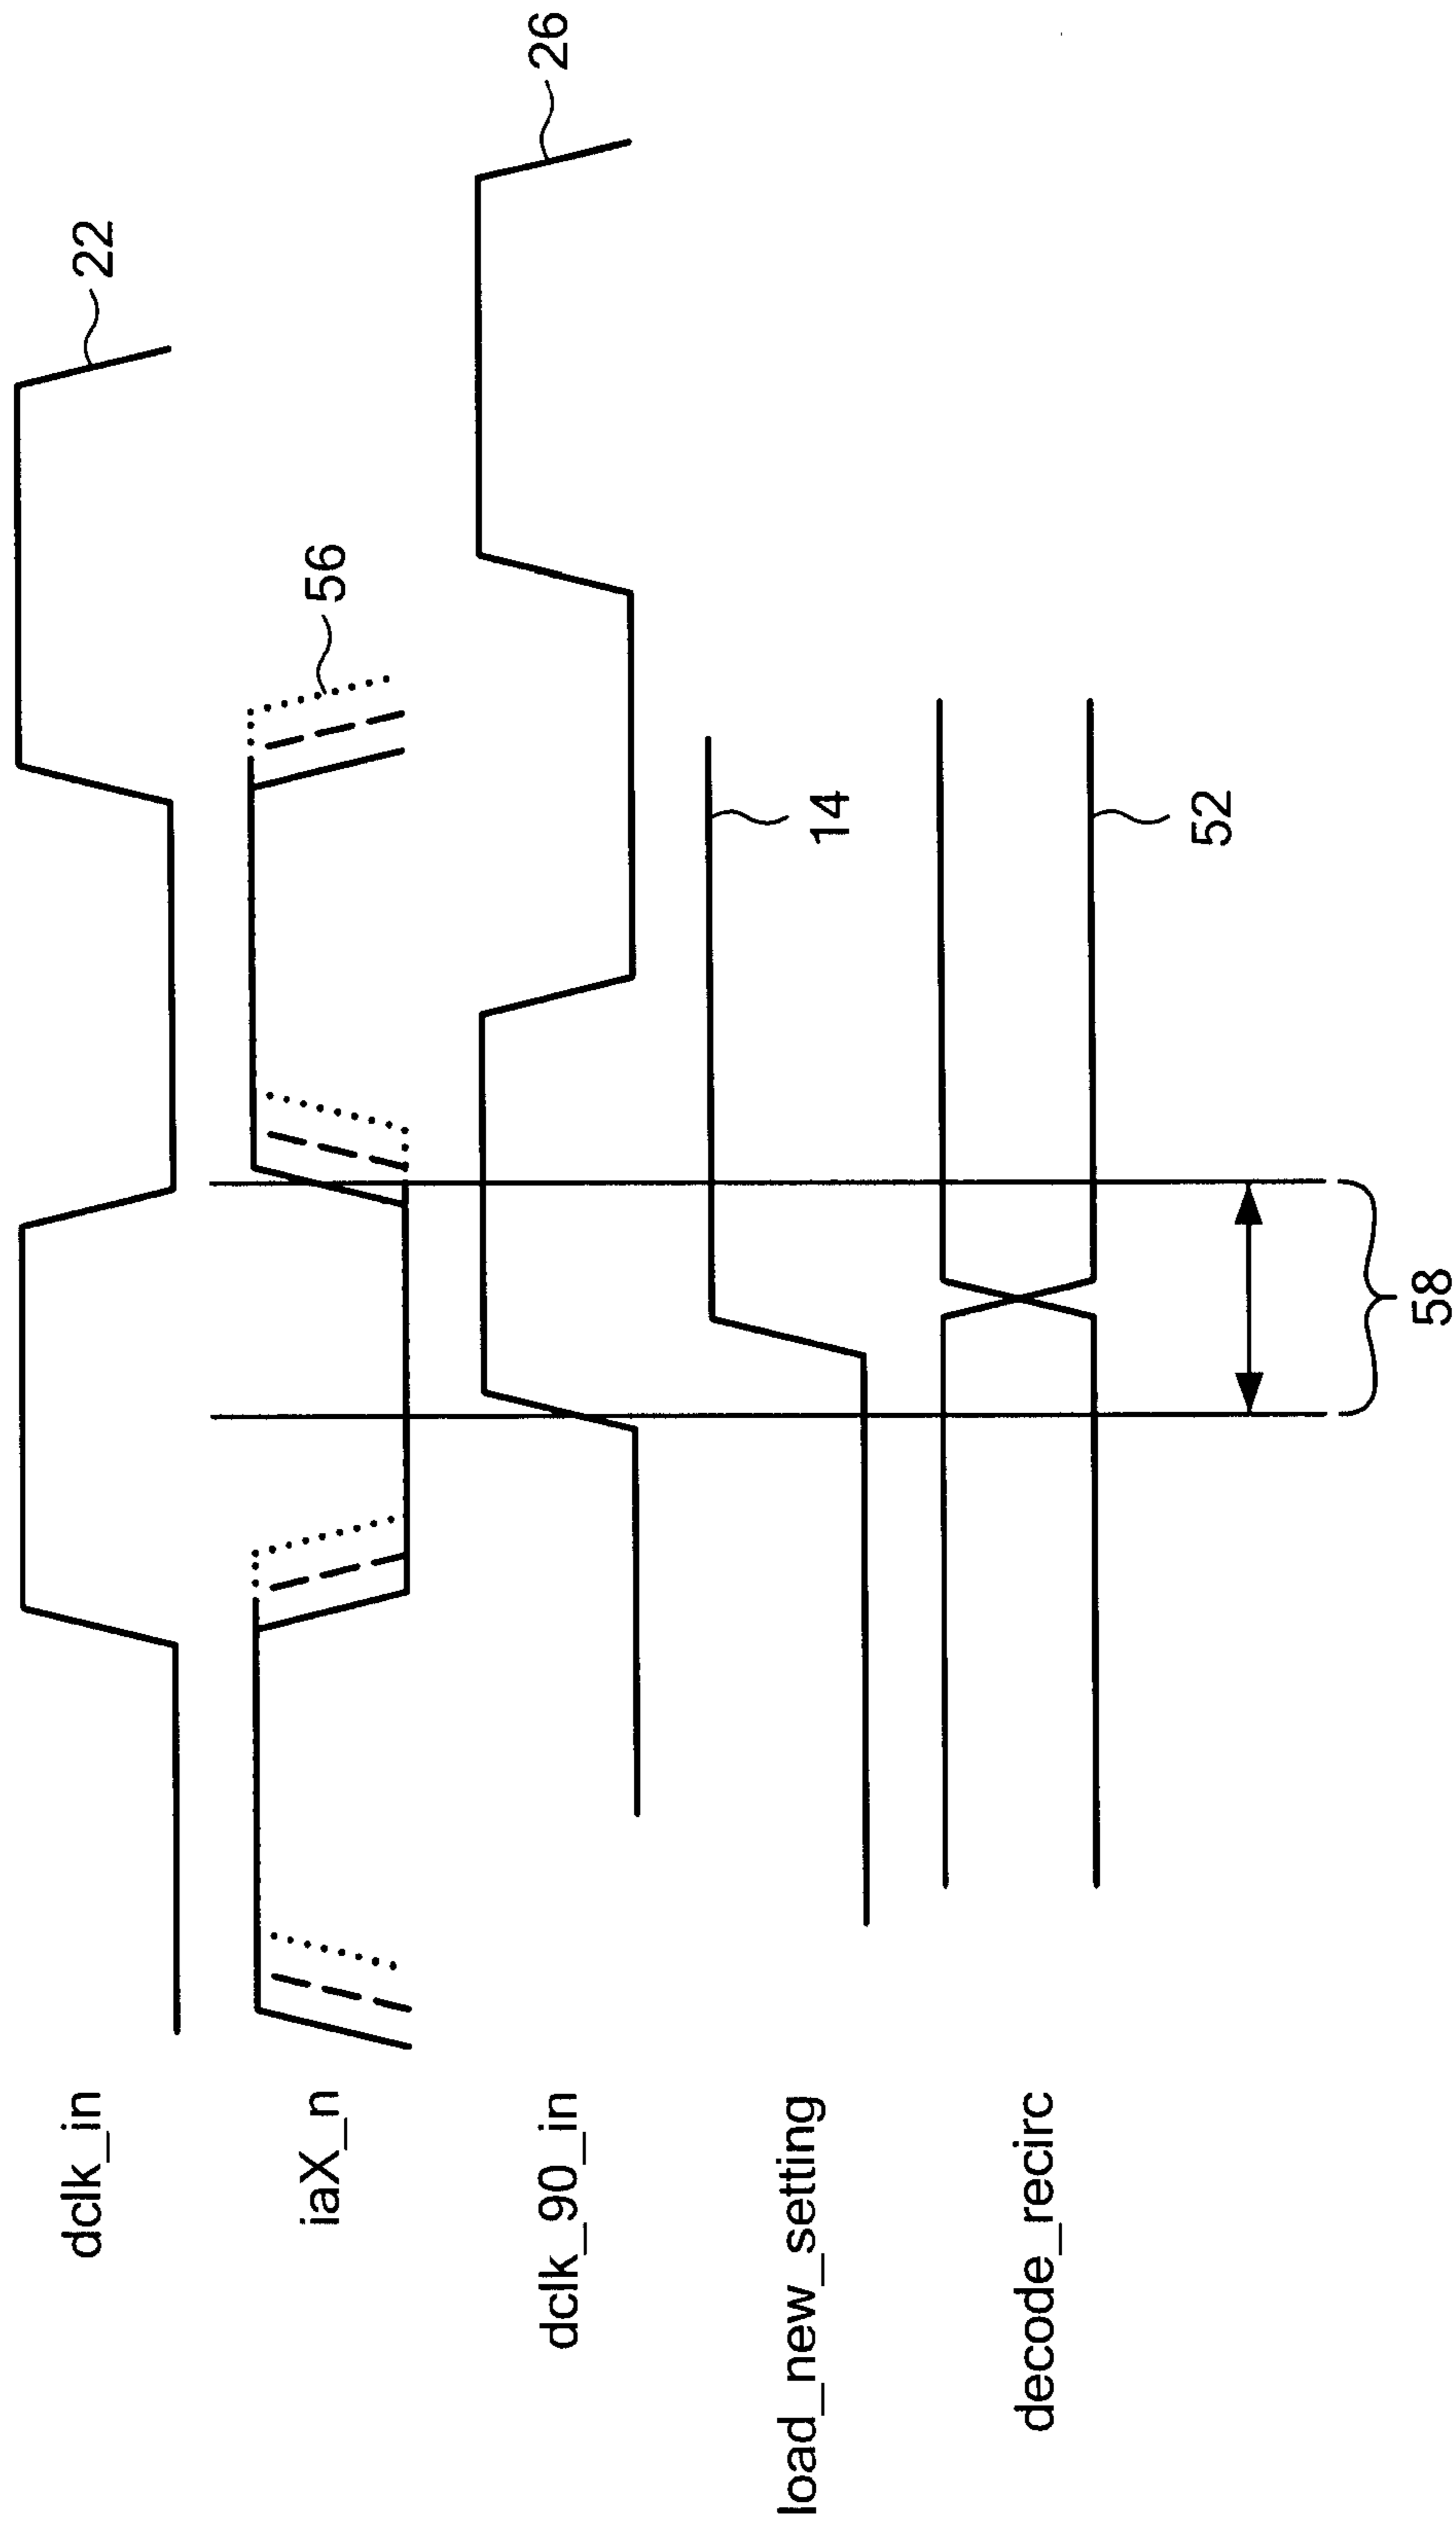 dclk_in
22
iaX_n
56
dclk_90_in
26
load_new_setting
14
decode_recirc
52
58